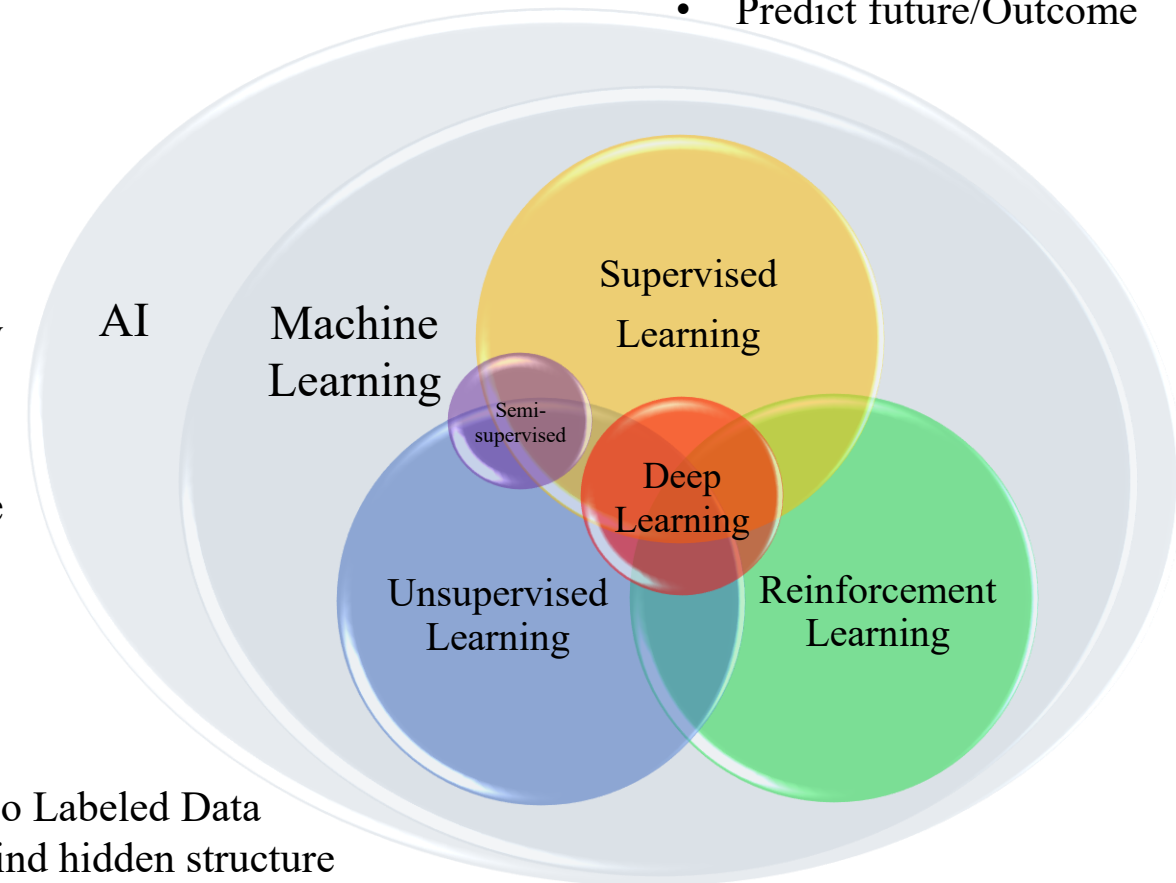 Predict future/Outcome
Supervised
Learning
AI
Machine
Learning
Semi-
supervised
Deep
Learning
Unsupervised
Learning
Reinforcement
Learning
o Labeled Data
ind hidden structure